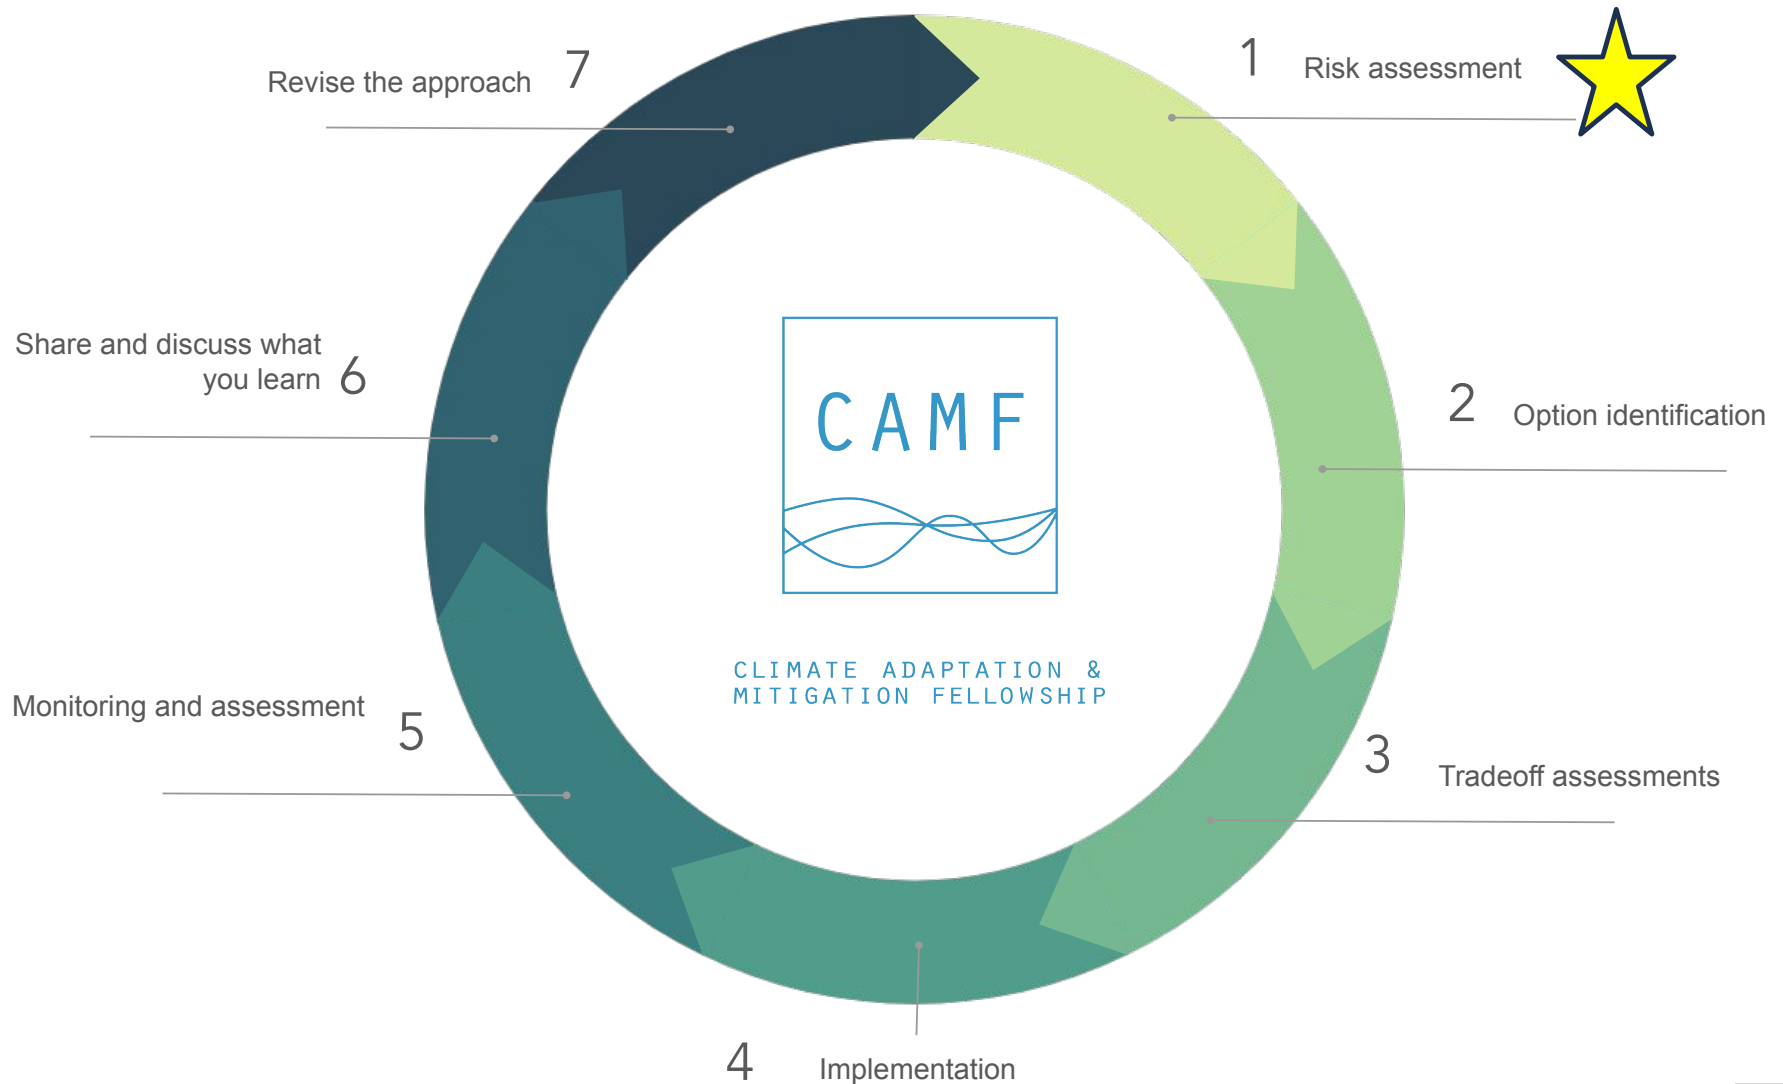 1 Risk assessment
2 Option identification
3 Tradeoff assessments
4 Implementation
5 Monitoring and assessment
6 Share and discuss what
you learn
7 Revise the approach
CAMF
CLIMATE ADAPTATION &
MITIGATION FELLOWSHIP